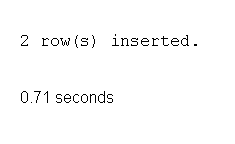 2 row(s) inserted.
0.71 seconds